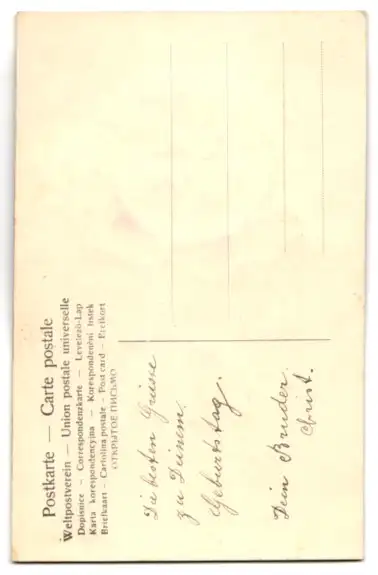 Postkarte — Carte postale
Weltpostverein — Union postale universelle
Dopisnice — Correspondenzkarte — Levelező-Lap
Karta korespondencyjna — Korespondenční lístek
Briefkaart — Cartolina postale — Post card — Brefkort
ОТКРЫТОЕ ПИСЬМО
Die besten Grüsse
zu Deinem
Geburtstag.
Dein Bruder
Christ.